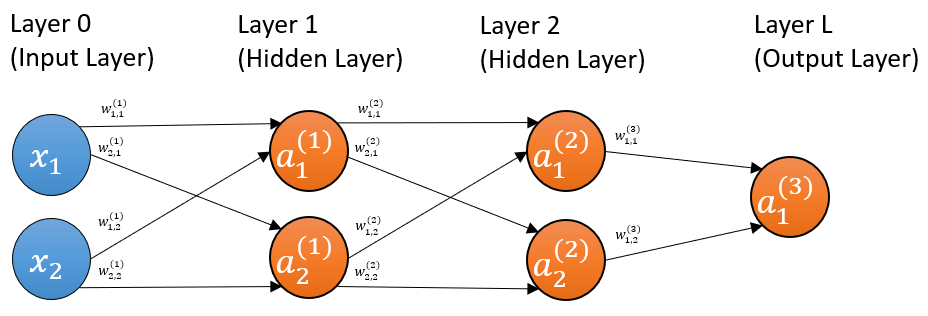 Layer 0
(Input Layer)
Layer 1
(Hidden Layer)
Layer 2
(Hidden Layer)
Layer L
(Output Layer)
w_{1,1}^{(1)}
w_{2,1}^{(1)}
w_{1,2}^{(1)}
w_{2,2}^{(1)}
x_1
x_2
a_1^{(1)}
a_2^{(1)}
w_{1,1}^{(2)}
w_{2,1}^{(2)}
w_{1,2}^{(2)}
w_{2,2}^{(2)}
a_1^{(2)}
a_2^{(2)}
w_{1,1}^{(3)}
w_{1,2}^{(3)}
a_1^{(3)}